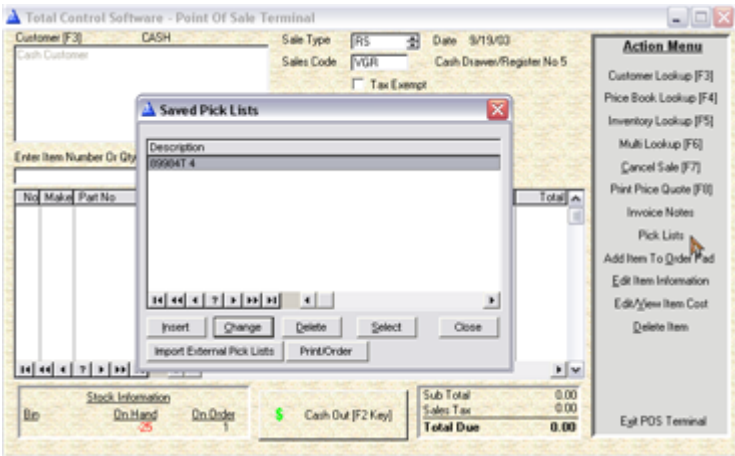 Total Control Software - Point Of Sale Terminal
Customer [F3] CASH
Cash Customer
Sale Type RS Date 9/19/03
Sales Code VGR Cash Drawer/Register No 5
Tax Exempt
Enter Item Number Or Qty
No Make Part No Total
Saved Pick Lists
Description
89984T 4
Insert Change Delete Select Close
Import External Pick Lists Print/Order
Stock Information
Bin On Hand On Order
-25 1
$ Cash Out [F2 Key]
Sub Total 0.00
Sales Tax 0.00
Total Due 0.00
Action Menu
Customer Lookup [F3]
Price Book Lookup [F4]
Inventory Lookup [F5]
Multi Lookup [F6]
Cancel Sale [F7]
Print Price Quote [F8]
Invoice Notes
Pick Lists
Add Item To Order Pad
Edit Item Information
Edit/View Item Cost
Delete Item
Exit POS Terminal